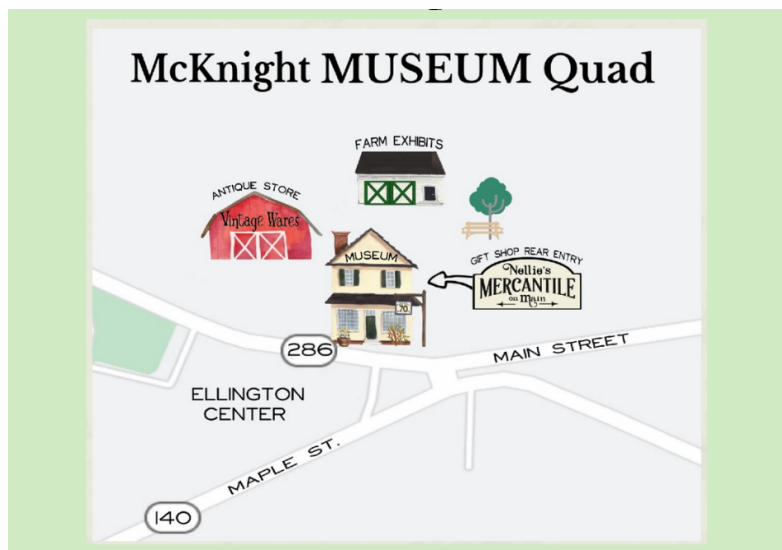 McKnight MUSEUM Quad
FARM EXHIBITS
ANTIQUE STORE
Vintage Wares
MUSEUM
GIFT SHOP REAR ENTRY
Nellie's
MERCANTILE
on Main
70
286
MAIN STREET
ELLINGTON
CENTER
MAPLE ST.
140